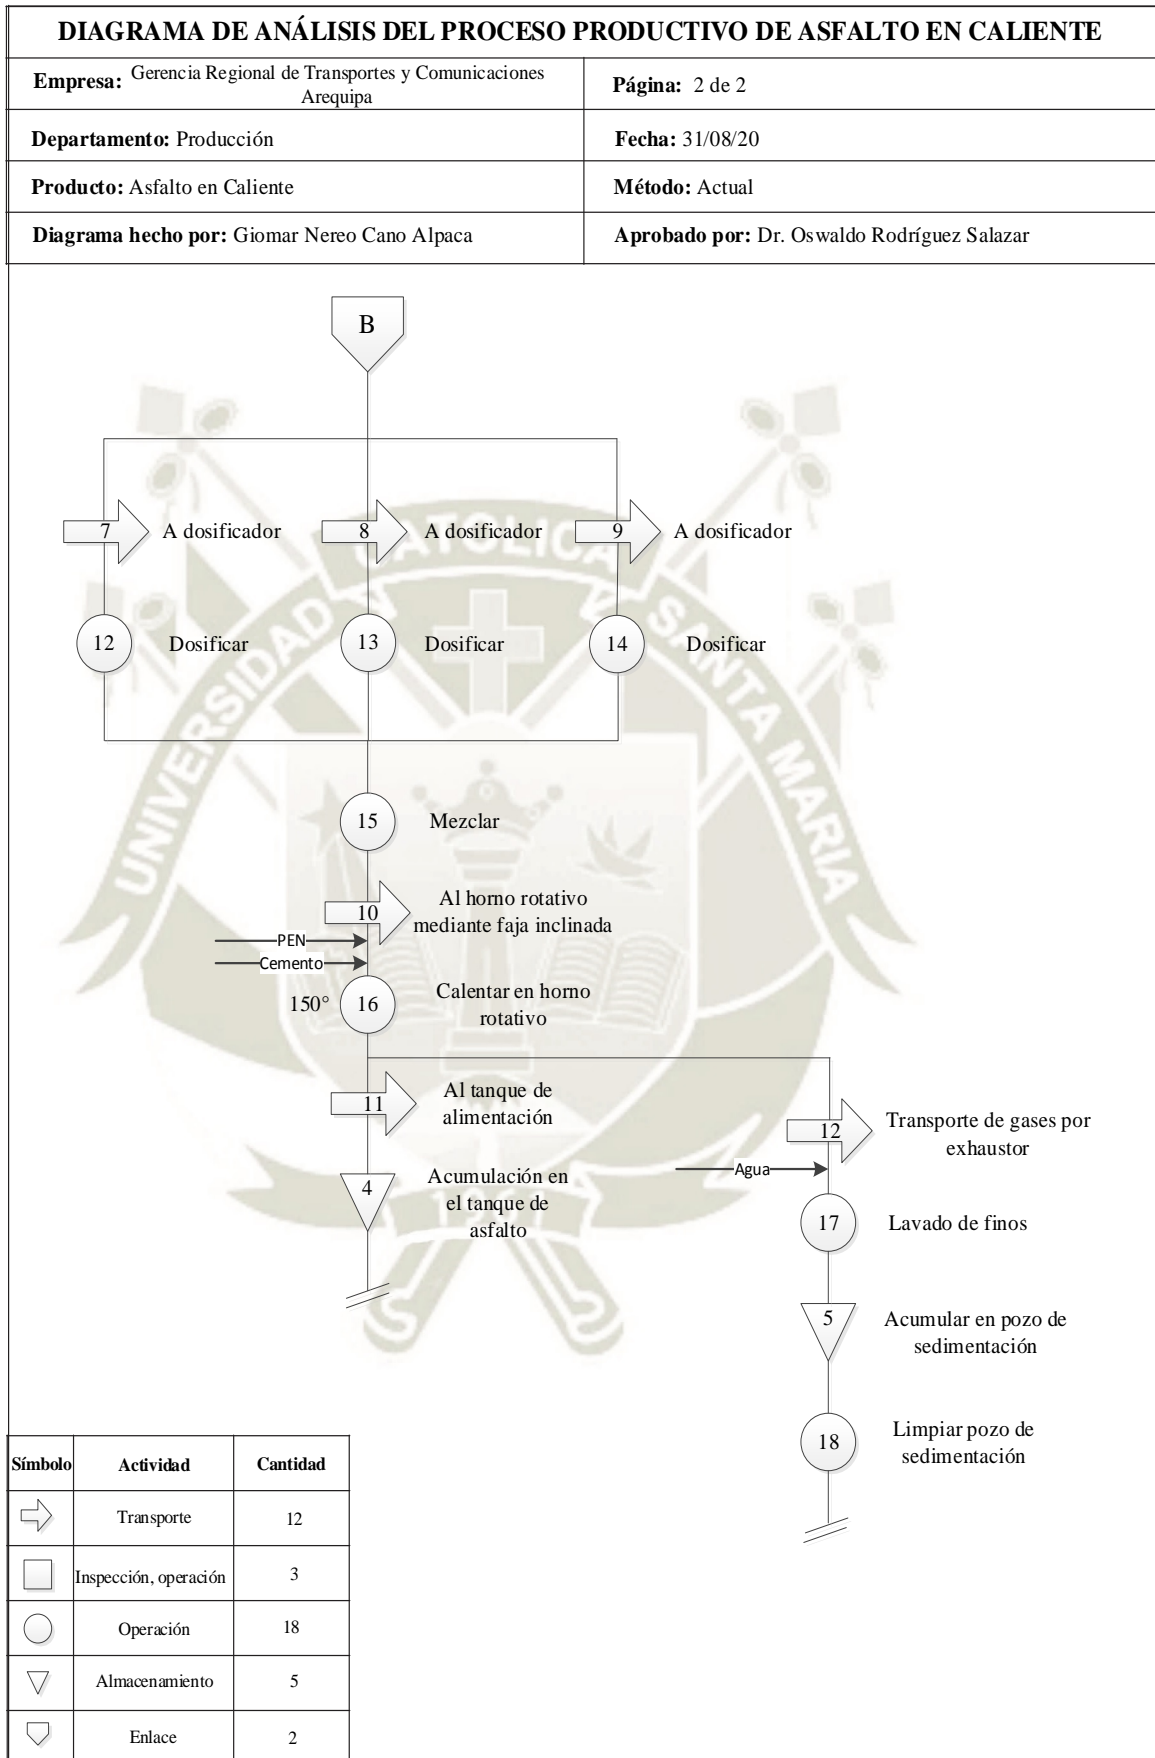 DIAGRAMA DE ANÁLISIS DEL PROCESO PRODUCTIVO DE ASFALTO EN CALIENTE
Empresa: Gerencia Regional de Transportes y Comunicaciones
Arequipa
Página: 2 de 2
Departamento: Producción
Fecha: 31/08/20
Producto: Asfalto en Caliente
Método: Actual
Diagrama hecho por: Giomar Nereo Cano Alpaca
Aprobado por: Dr. Oswaldo Rodríguez Salazar
B
7 A dosificador
8 A dosificador
9 A dosificador
12 Dosificar
13 Dosificar
14 Dosificar
15 Mezclar
10 Al horno rotativo
mediante faja inclinada
PEN
Cemento
150° 16 Calentar en horno
rotativo
11 Al tanque de
alimentación
12 Transporte de gases por
exhaustor
Agua
4 Acumulación en
el tanque de
asfalto
17 Lavado de finos
5 Acumular en pozo de
sedimentación
18 Limpiar pozo de
sedimentación
Símbolo Actividad Cantidad
Transporte 12
Inspección, operación 3
Operación 18
Almacenamiento 5
Enlace 2
UNIVERSIDAD CATOLICA SANTA MARIA
1961